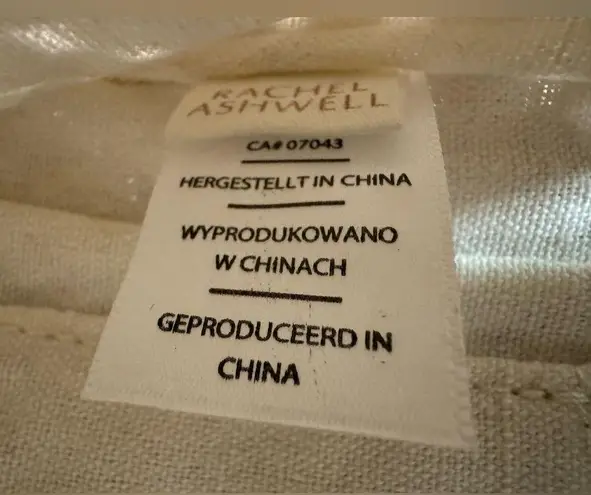 RACHEL
ASHWELL
CA# 07043
HERGESTELLT IN CHINA
WYPRODUKOWANO
W CHINACH
GEPRODUCEERD IN
CHINA